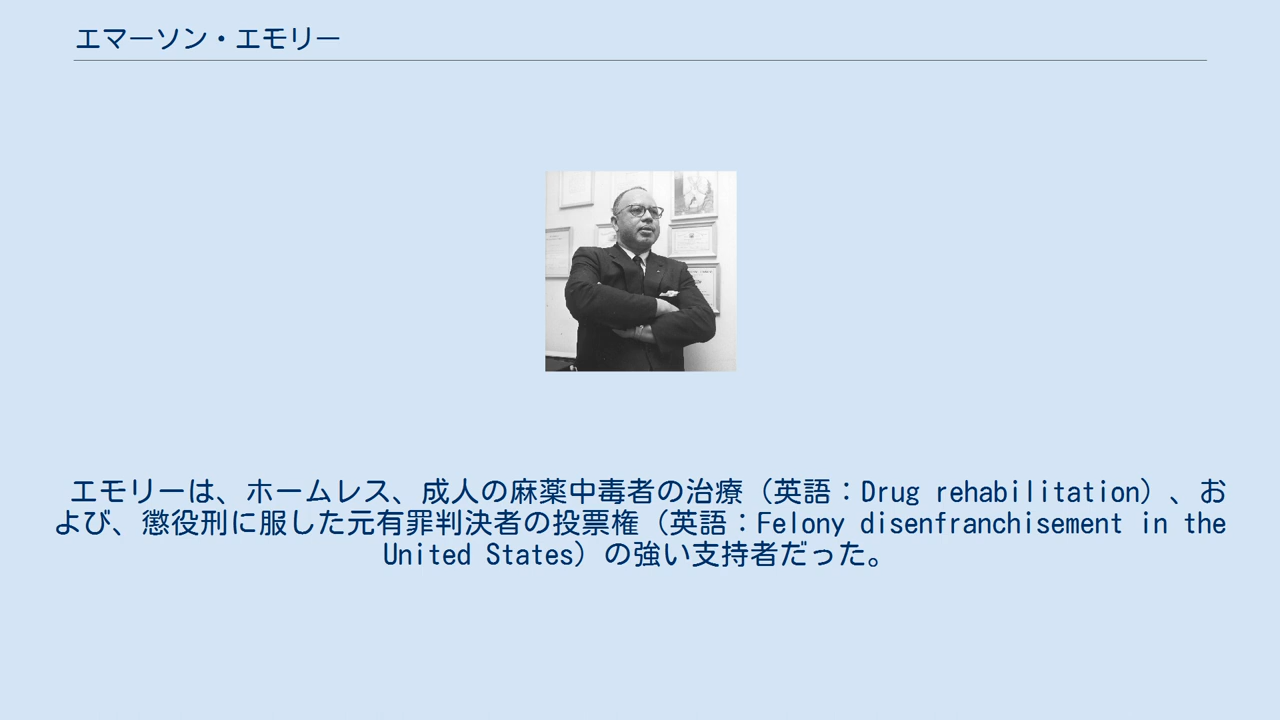 エマーソン・エモリー
エモリーは、ホームレス、成人の麻薬中毒者の治療（英語：Drug rehabilitation）、お
よび、懲役刑に服した元有罪判決者の投票権（英語：Felony disenfranchisement in the
United States）の強い支持者だった。